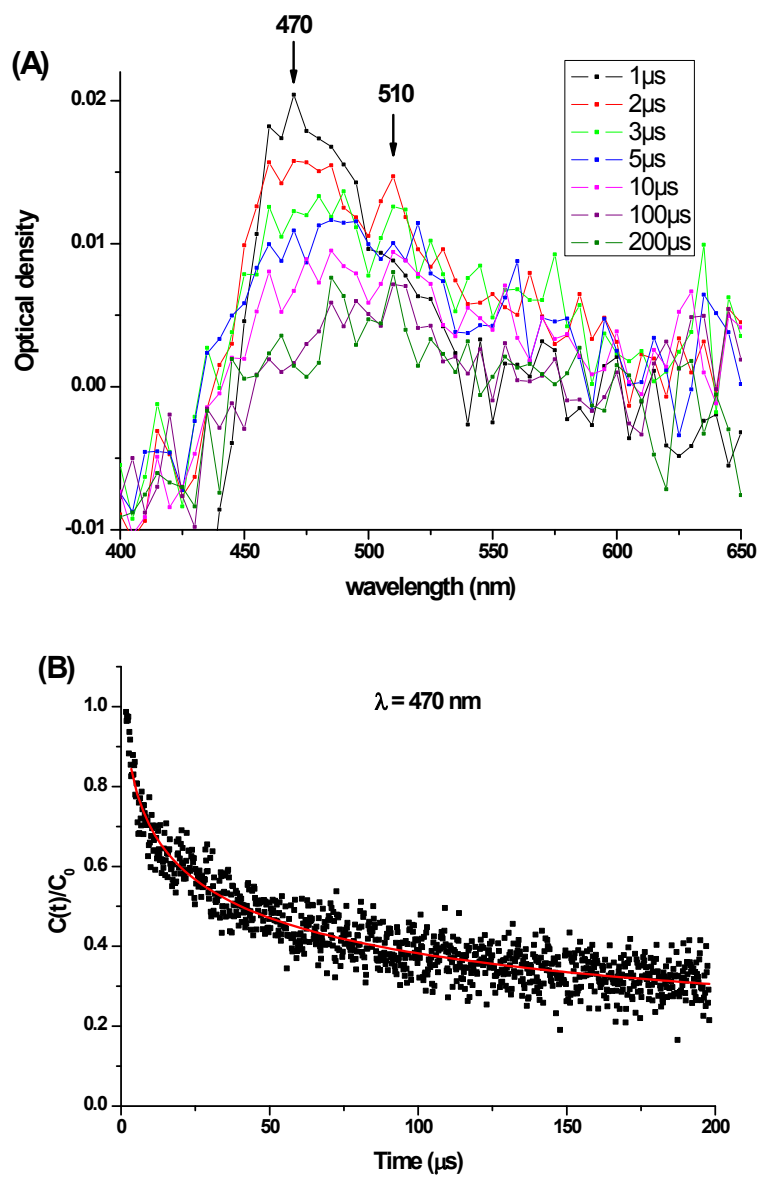 (A)
470
510
1µs
2µs
3µs
5µs
10µs
100µs
200µs
0.02
0.01
0.00
-0.01
Optical density
400
450
500
550
600
650
wavelength (nm)
(B)
λ = 470 nm
1.0
0.8
0.6
0.4
0.2
0.0
C(t)/C0
0
50
100
150
200
Time (µs)